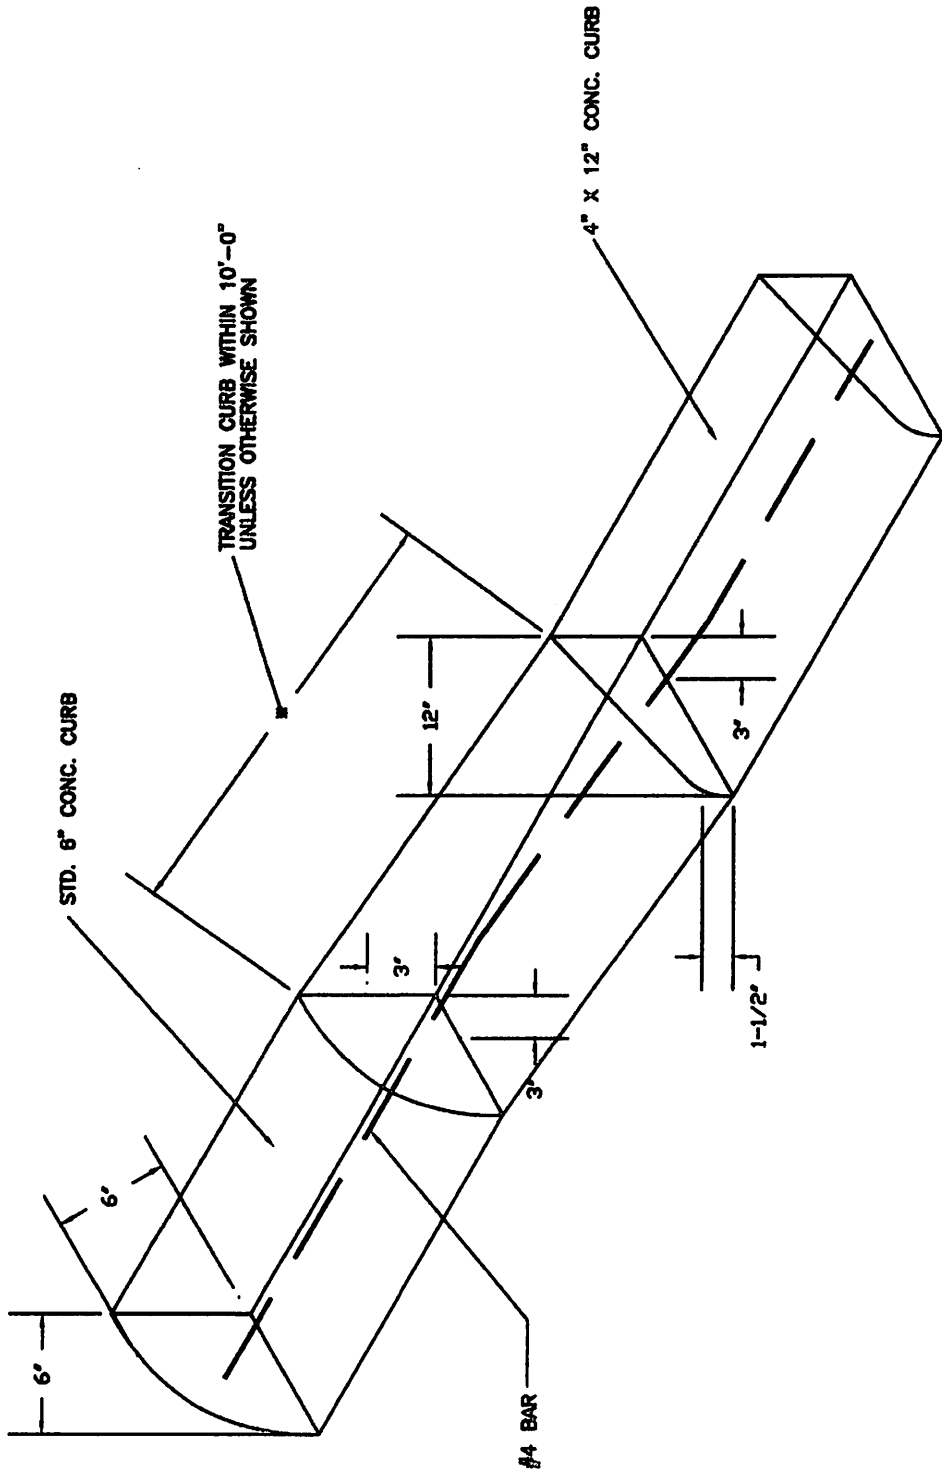 STD. 6" CONC. CURB
TRANSITION CURB WITHIN 10'-0"
UNLESS OTHERWISE SHOWN
*
4" X 12" CONC. CURB
6"
6"
12"
3"
3"
3"
1-1/2"
#4 BAR